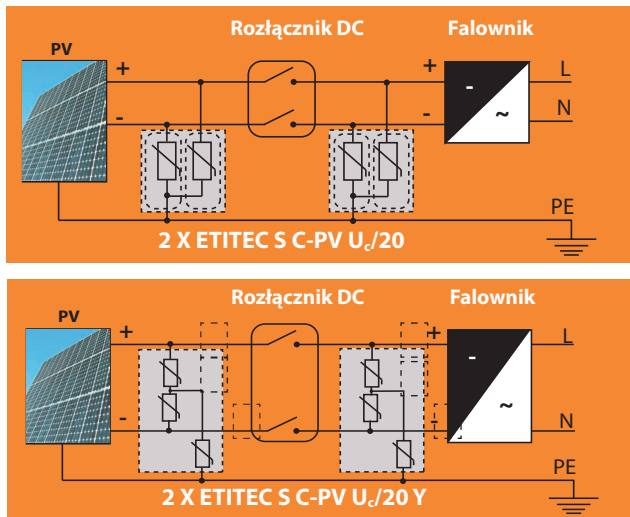 Rozłącznik DC Falownik
PV
+ + L
-
- - N
~
PE
2 X ETITEC S C-PV Uc/20
Rozłącznik DC Falownik
PV
+ + L
-
- - N
~
PE
2 X ETITEC S C-PV Uc/20 Y